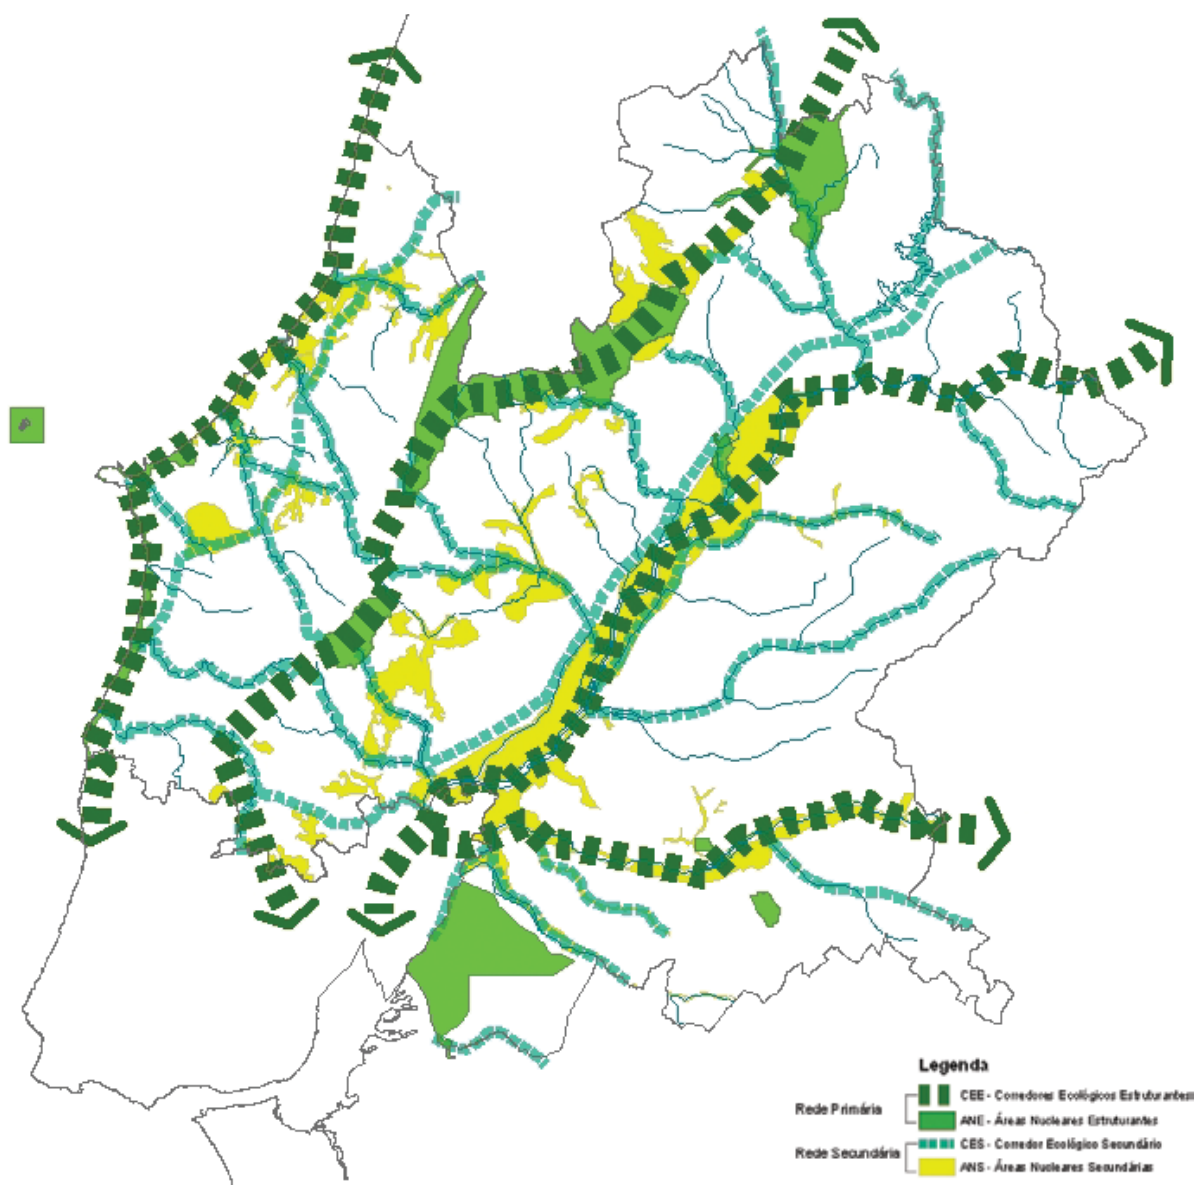 Legenda
Rede Primária
CEE - Corredores Ecológicos Estruturantes
ANE - Áreas Nucleares Estruturantes
Rede Secundária
CES - Corredor Ecológico Secundário
ANS - Áreas Nucleares Secundárias